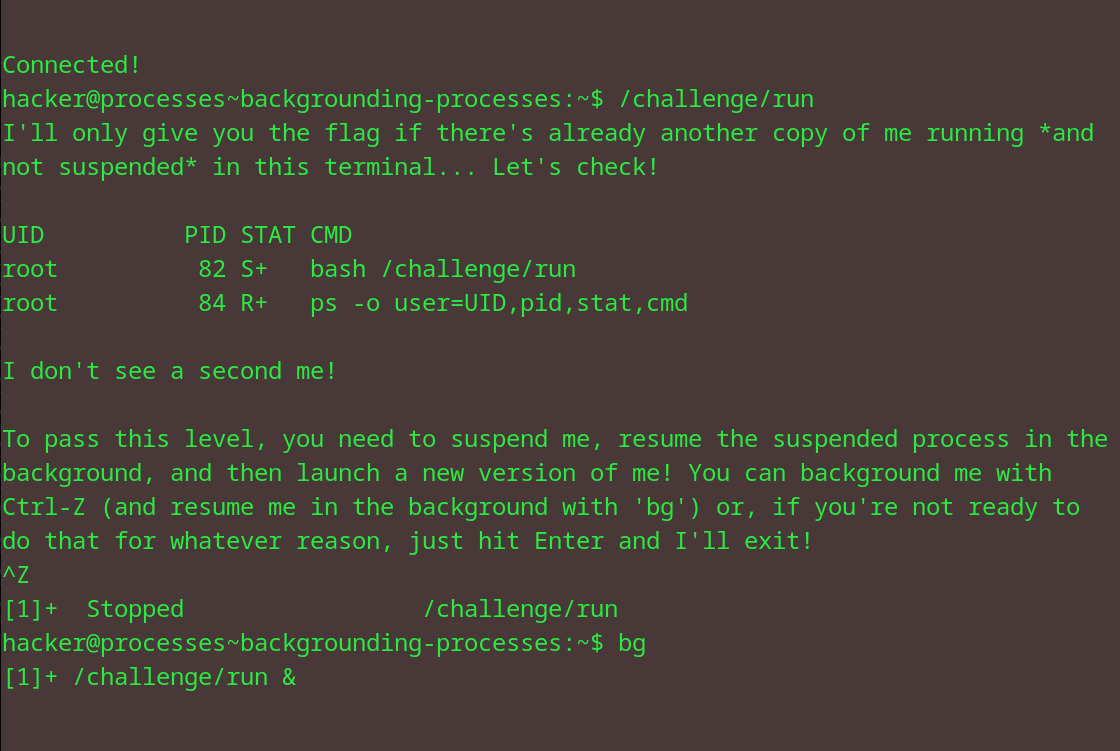 Connected!
hacker@processes~backgrounding-processes:~$ /challenge/run
I'll only give you the flag if there's already another copy of me running *and
not suspended* in this terminal... Let's check!
UID          PID STAT CMD
root          82 S+   bash /challenge/run
root          84 R+   ps -o user=UID,pid,stat,cmd
I don't see a second me!
To pass this level, you need to suspend me, resume the suspended process in the
background, and then launch a new version of me! You can background me with
Ctrl-Z (and resume me in the background with 'bg') or, if you're not ready to
do that for whatever reason, just hit Enter and I'll exit!
^Z
[1]+  Stopped                 /challenge/run
hacker@processes~backgrounding-processes:~$ bg
[1]+ /challenge/run &